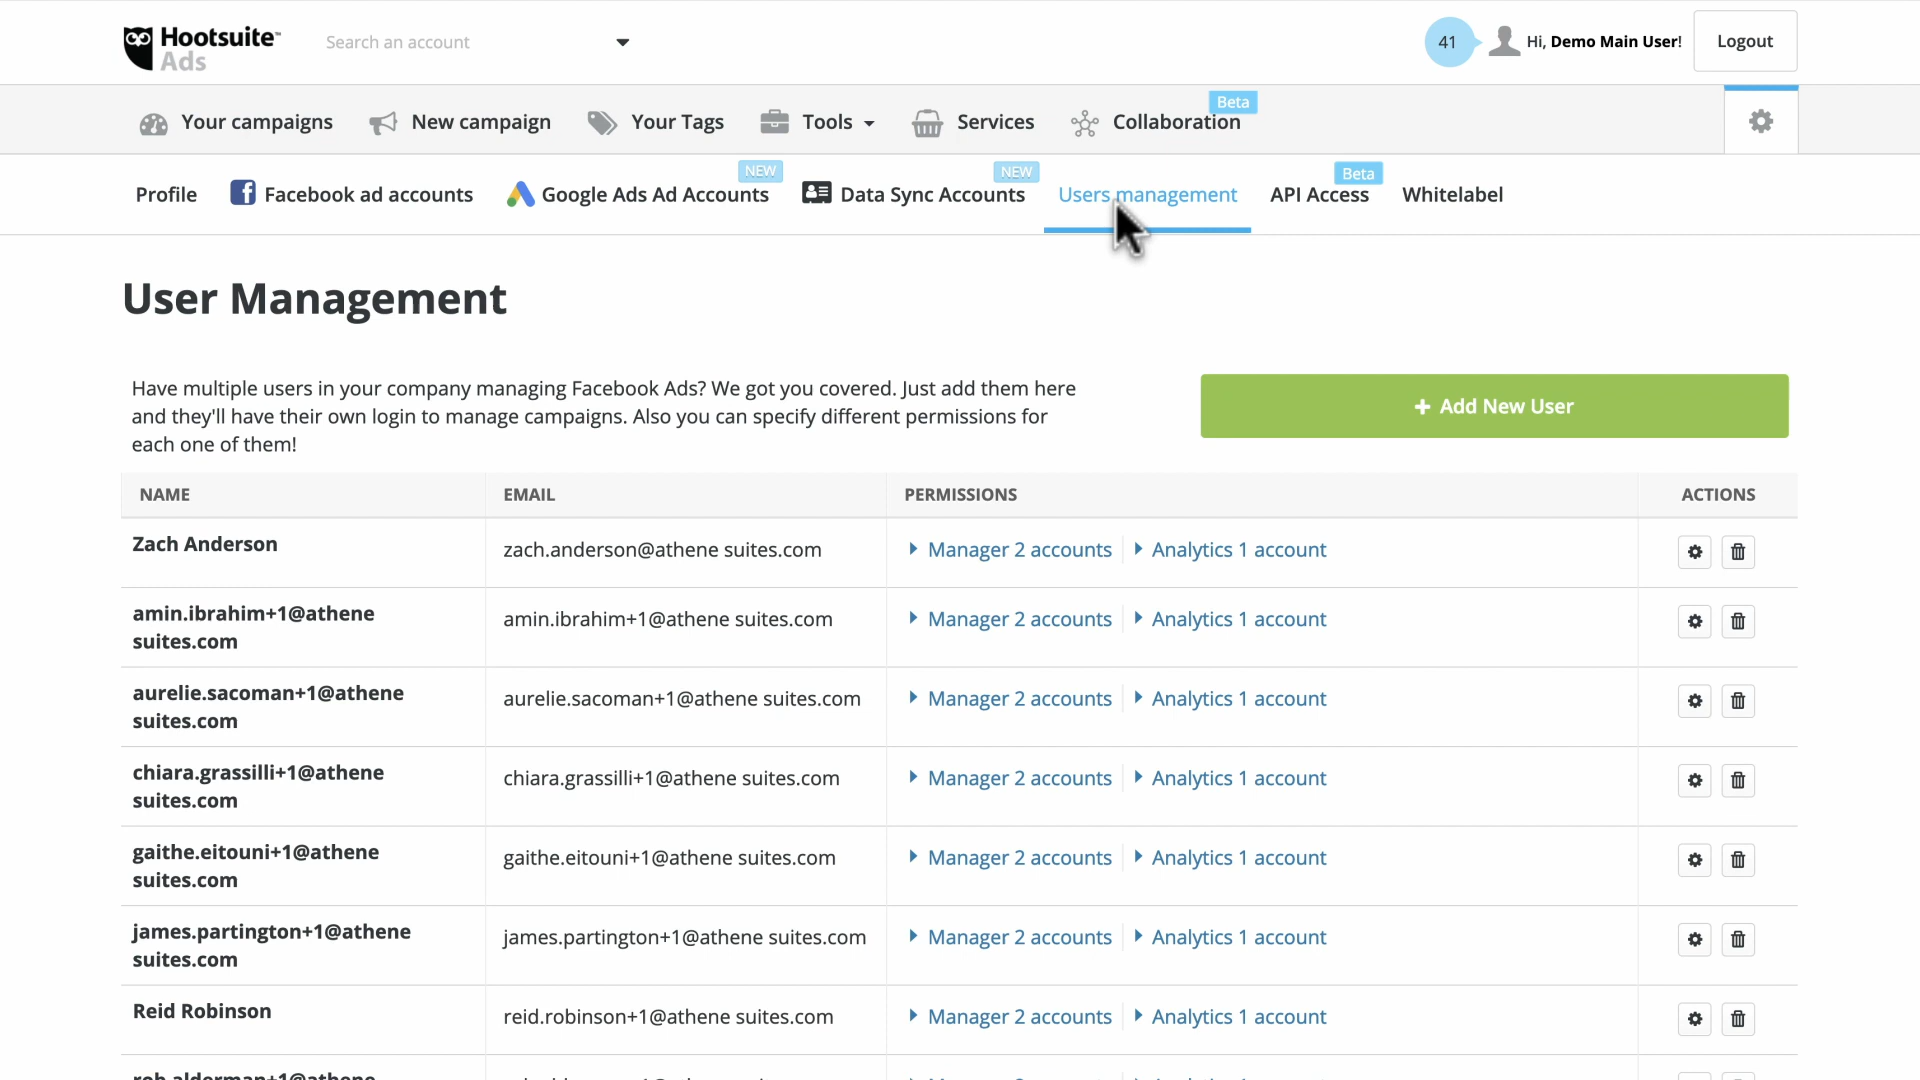 Hootsuite™
Ads
Search an account
41
Hi, Demo Main User!
Logout
Your campaigns
New campaign
Your Tags
Tools
Services
Collaboration
Beta
Profile
Facebook ad accounts
Google Ads Ad Accounts
NEW
Data Sync Accounts
NEW
Users management
API Access
Beta
Whitelabel
User Management
Have multiple users in your company managing Facebook Ads? We got you covered. Just add them here
and they'll have their own login to manage campaigns. Also you can specify different permissions for
each one of them!
+ Add New User
NAME EMAIL PERMISSIONS ACTIONS
Zach Anderson zach.anderson@athene suites.com Manager 2 accounts Analytics 1 account
amin.ibrahim+1@athene
suites.com
amin.ibrahim+1@athene suites.com Manager 2 accounts Analytics 1 account
aurelie.sacoman+1@athene
suites.com
aurelie.sacoman+1@athene suites.com Manager 2 accounts Analytics 1 account
chiara.grassilli+1@athene
suites.com
chiara.grassilli+1@athene suites.com Manager 2 accounts Analytics 1 account
gaithe.eitouni+1@athene
suites.com
gaithe.eitouni+1@athene suites.com Manager 2 accounts Analytics 1 account
james.partington+1@athene
suites.com
james.partington+1@athene suites.com Manager 2 accounts Analytics 1 account
Reid Robinson reid.robinson+1@athene suites.com Manager 2 accounts Analytics 1 account